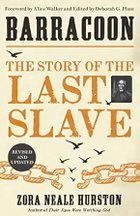 Foreword by Alice Walker and Edited by Deborah G. Plant
BARRACOON
THE STORY OF THE
LAST
SLAVE
REVISED
AND
UPDATED
ZORA NEALE HURSTON
Author of Their Eyes Were Watching God